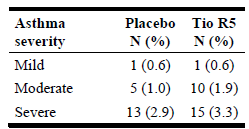 Asthma Placebo Tio R5
severity N (%) N (%)
Mild 1 (0.6) 1 (0.6)
Moderate 5 (1.0) 10 (1.9)
Severe 13 (2.9) 15 (3.3)